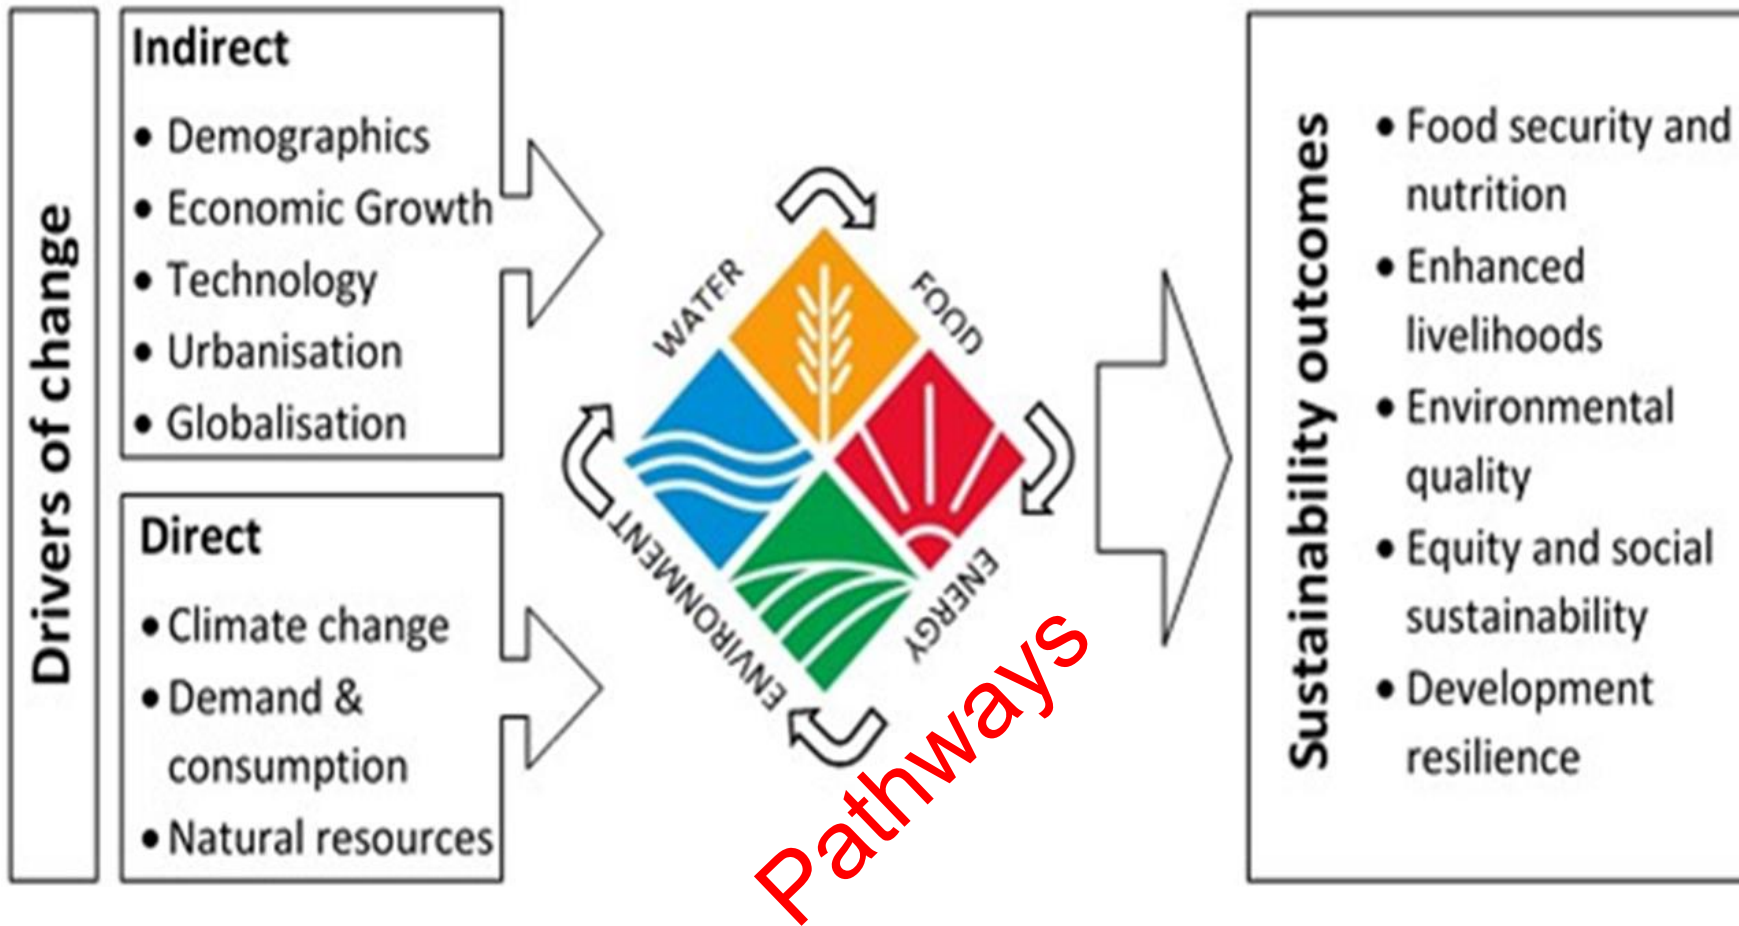 Drivers of change
Indirect
• Demographics
• Economic Growth
• Technology
• Urbanisation
• Globalisation
Direct
• Climate change
• Demand &
consumption
• Natural resources
WATER
FOOD
ENERGY
ENVIRONMENT
Pathways
Sustainability outcomes
• Food security and
nutrition
• Enhanced
livelihoods
• Environmental
quality
• Equity and social
sustainability
• Development
resilience